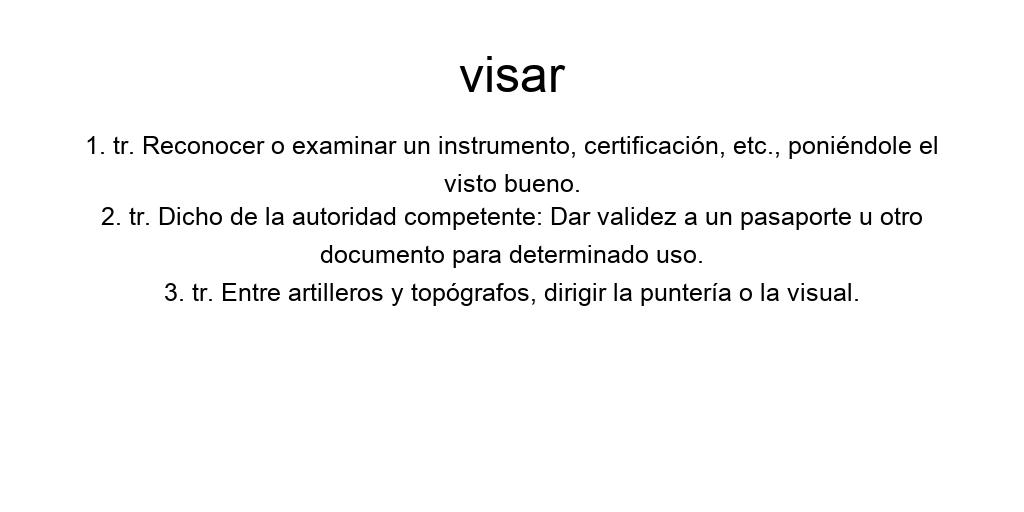 visar
1. tr. Reconocer o examinar un instrumento, certificación, etc., poniéndole el
visto bueno.
2. tr. Dicho de la autoridad competente: Dar validez a un pasaporte u otro
documento para determinado uso.
3. tr. Entre artilleros y topógrafos, dirigir la puntería o la visual.